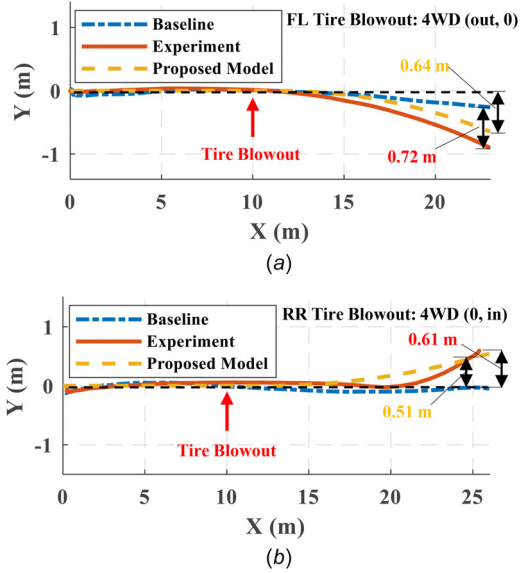 (a)
FL Tire Blowout: 4WD (out, 0)
Baseline
Experiment
Proposed Model
0.64 m
0.72 m
Tire Blowout
Y (m)
0
-1
0
5
10
15
20
X (m)
(a)
RR Tire Blowout: 4WD (0, in)
Baseline
Experiment
Proposed Model
0.61 m
0.51 m
Tire Blowout
Y (m)
1
0
-1
0
5
10
15
20
25
X (m)
(b)